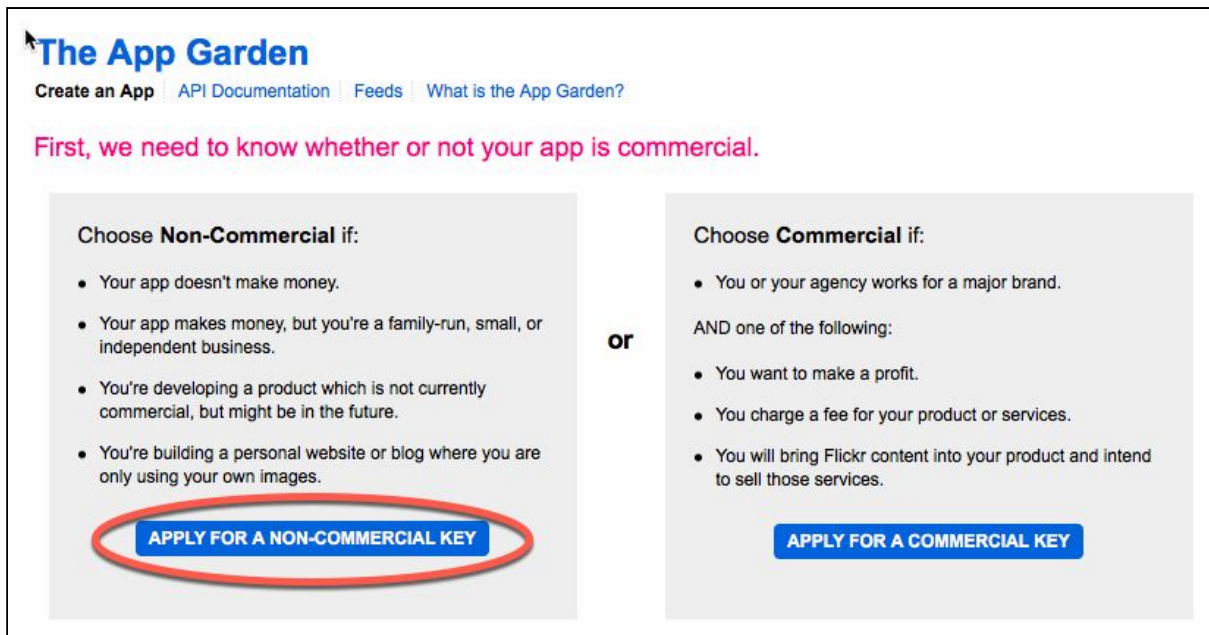 The App Garden
Create an App API Documentation Feeds What is the App Garden?
First, we need to know whether or not your app is commercial.
Choose Non-Commercial if:
• Your app doesn't make money.
• Your app makes money, but you're a family-run, small, or
independent business.
• You're developing a product which is not currently
commercial, but might be in the future.
• You're building a personal website or blog where you are
only using your own images.
APPLY FOR A NON-COMMERCIAL KEY
or
Choose Commercial if:
• You or your agency works for a major brand.
AND one of the following:
• You want to make a profit.
• You charge a fee for your product or services.
• You will bring Flickr content into your product and intend
to sell those services.
APPLY FOR A COMMERCIAL KEY